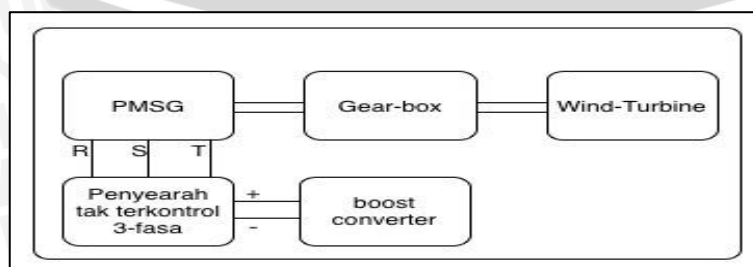 PMSG
Gear-box
Wind-Turbine
R S T
Penyearah
tak terkontrol
3-fasa
+
-
boost
converter